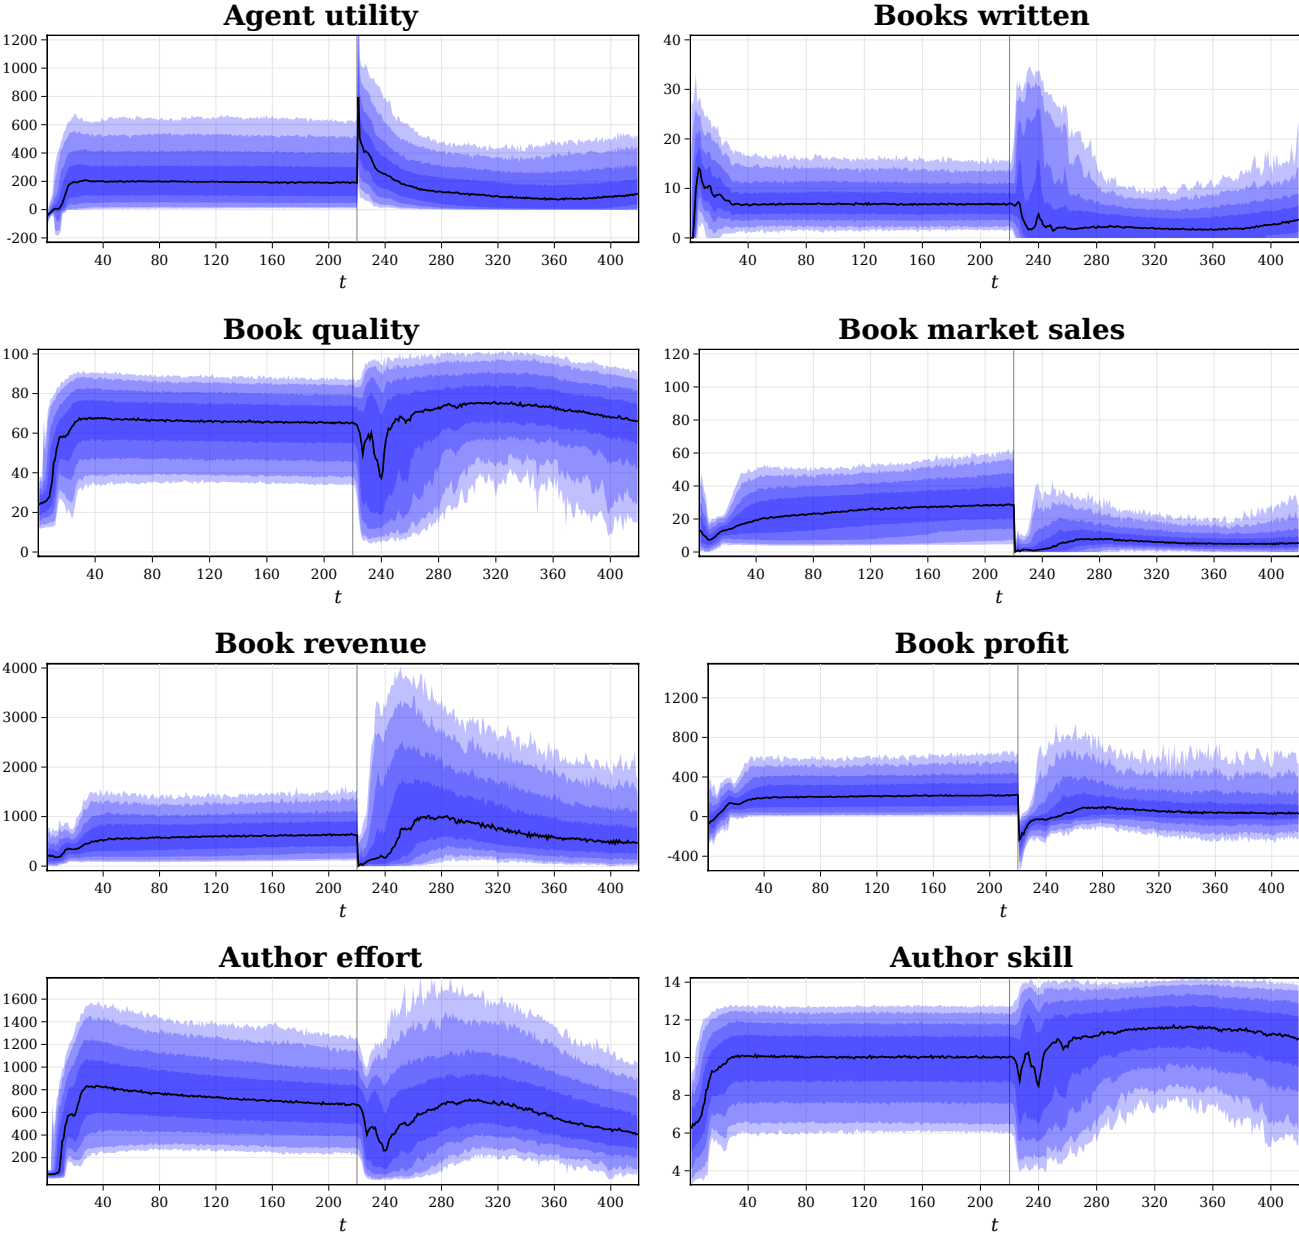 Agent utility
1200
1000
800
600
400
200
0
-200
40 80 120 160 200 240 280 320 360 400
t
Books written
40
30
20
10
0
40 80 120 160 200 240 280 320 360 400
t
Book quality
100
80
60
40
20
0
40 80 120 160 200 240 280 320 360 400
t
Book market sales
120
100
80
60
40
20
0
40 80 120 160 200 240 280 320 360 400
t
Book revenue
4000
3000
2000
1000
0
40 80 120 160 200 240 280 320 360 400
t
Book profit
1200
800
400
0
-400
40 80 120 160 200 240 280 320 360 400
t
Author effort
1600
1400
1200
1000
800
600
400
200
40 80 120 160 200 240 280 320 360 400
t
Author skill
14
12
10
8
6
4
40 80 120 160 200 240 280 320 360 400
t